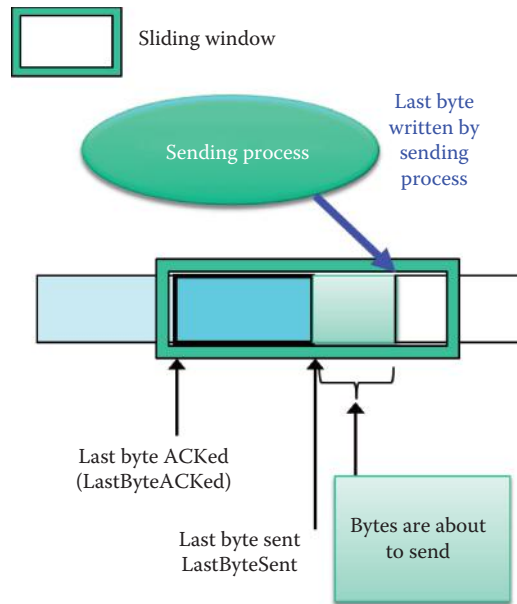 Sliding window
Last byte
written by
sending
process
Sending process
Last byte ACKed
(LastByteACKed)
Last byte sent
LastByteSent
Bytes are about
to send